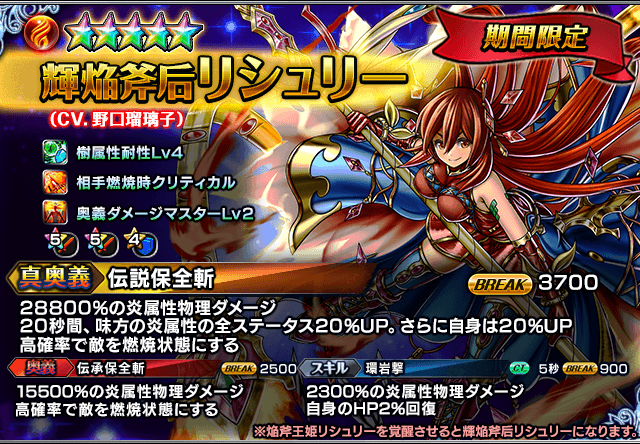 期間限定
輝焔斧后リシュリー
(CV.野口瑠璃子)
樹属性耐性Lv4
相手燃焼時クリティカル
奥義ダメージマスターLv2
5 5 4
真奥義 伝説保全斬 BREAK 3700
28800%の炎属性物理ダメージ
20秒間、味方の炎属性の全ステータス20%UP。さらに自身は20%UP
高確率で敵を燃焼状態にする
奥義 伝承保全斬 BREAK 2500
15500%の炎属性物理ダメージ
高確率で敵を燃焼状態にする
スキル 環岩撃 CT 5秒 BREAK 900
2300%の炎属性物理ダメージ
自身のHP2%回復
※焔斧王姫リシュリーを覚醒させると輝焔斧后リシュリーになります。